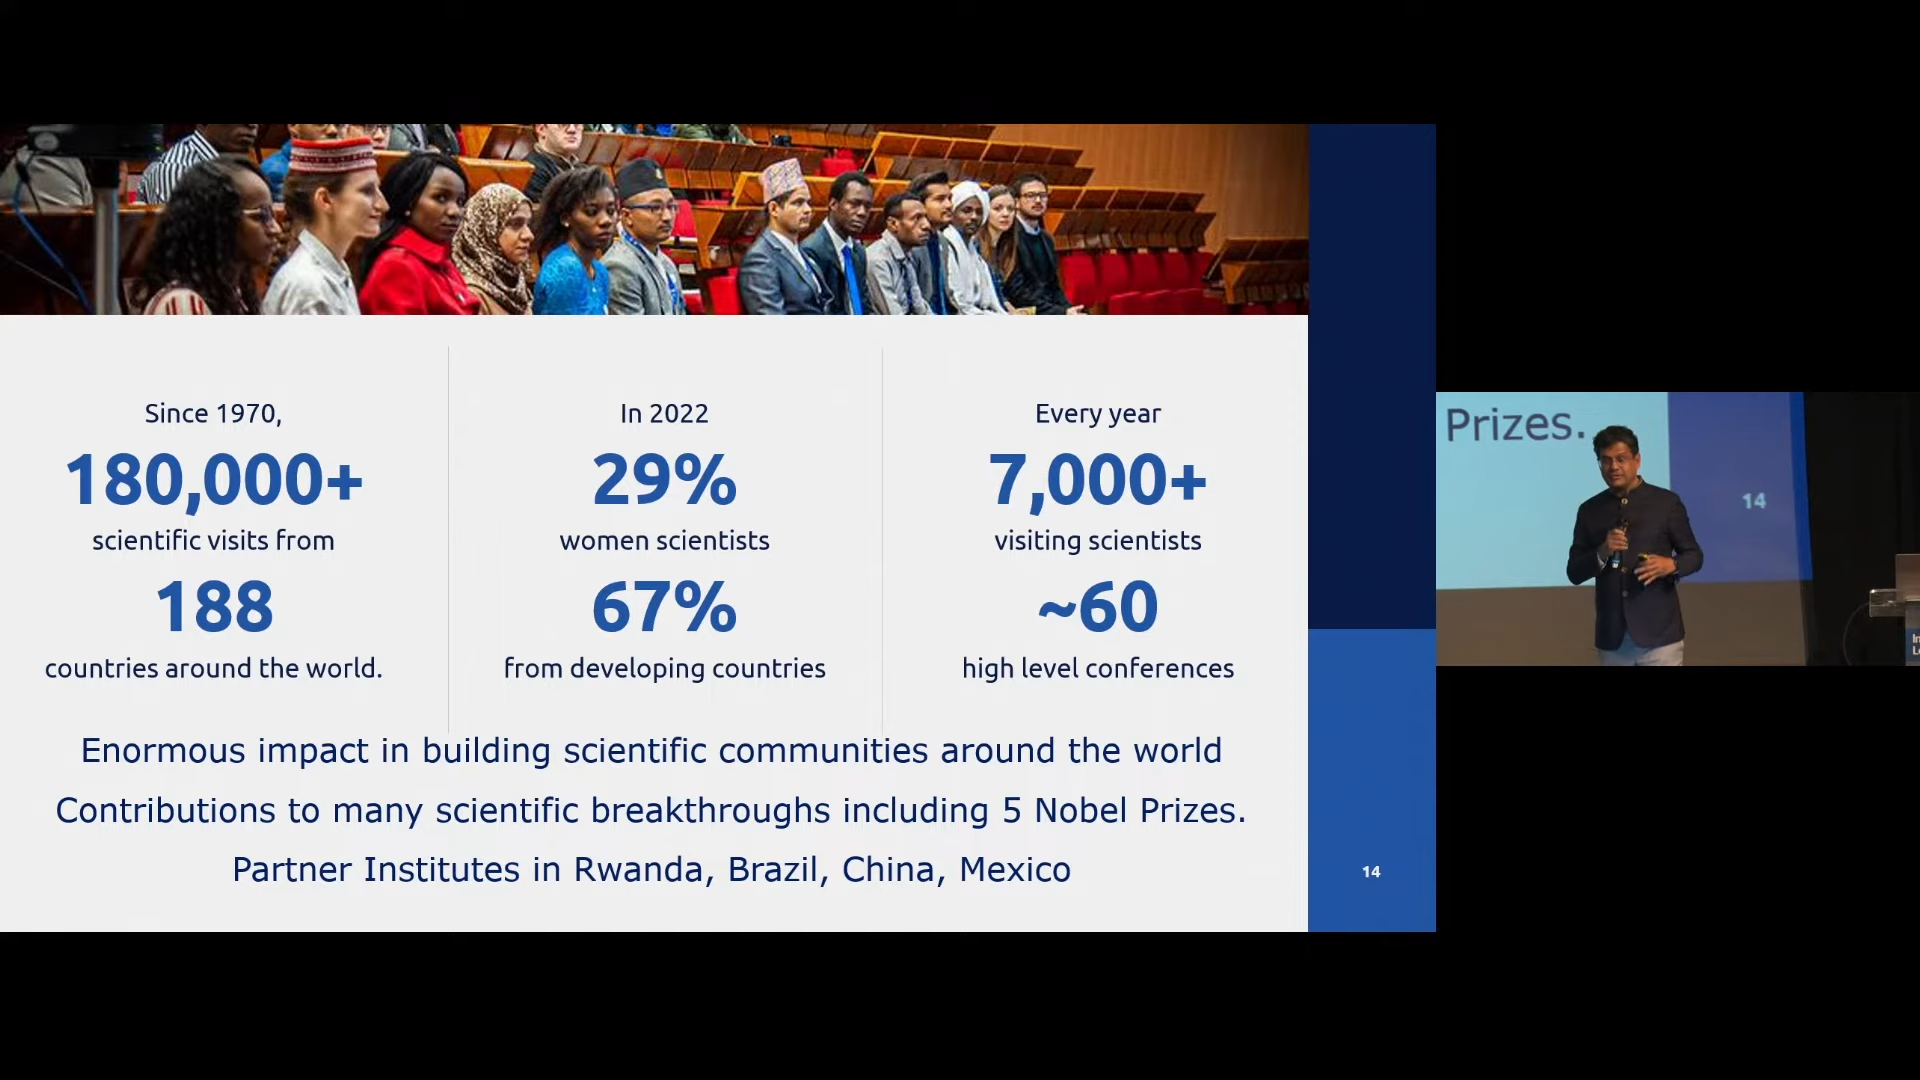 Since 1970,
180,000+
scientific visits from
188
countries around the world.
In 2022
29%
women scientists
67%
from developing countries
Every year
7,000+
visiting scientists
~60
high level conferences
Enormous impact in building scientific communities around the world
Contributions to many scientific breakthroughs including 5 Nobel Prizes.
Partner Institutes in Rwanda, Brazil, China, Mexico
14
Prizes.
14